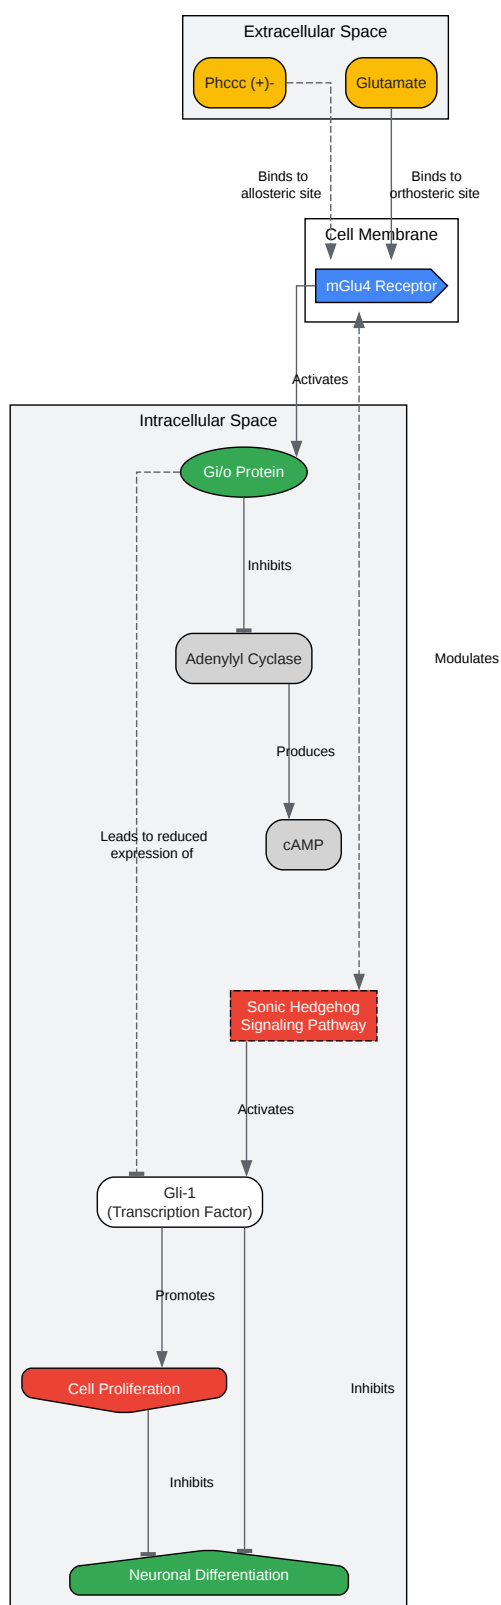 Extracellular Space
Phccc (+)-
Glutamate
Binds to
allosteric site
Binds to
orthosteric site
Cell Membrane
mGlu4 Receptor
Activates
Intracellular Space
Gi/o Protein
Inhibits
Adenylyl Cyclase
Modulates
Produces
Leads to reduced
expression of
cAMP
Sonic Hedgehog
Signaling Pathway
Activates
Gli-1
(Transcription Factor)
Promotes
Cell Proliferation
Inhibits
Inhibits
Neuronal Differentiation